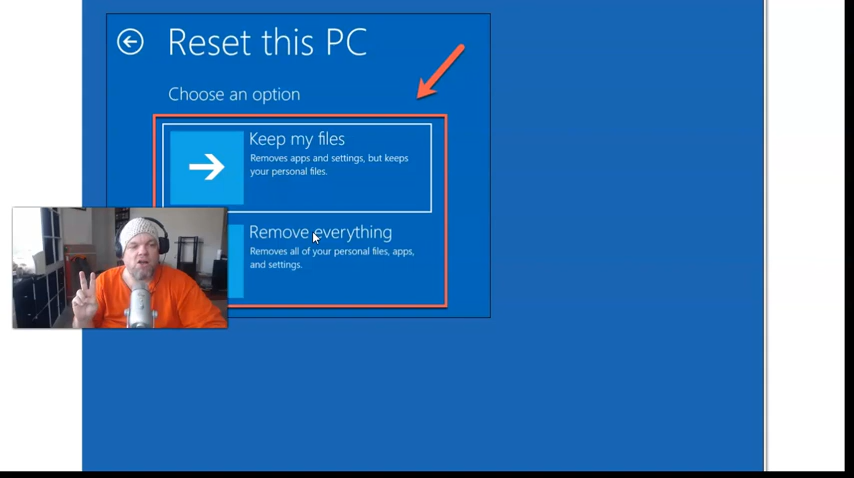 Reset this PC
Choose an option
Keep my files
Removes apps and settings, but keeps
your personal files.
Remove everything
Removes all of your personal files, apps,
and settings.